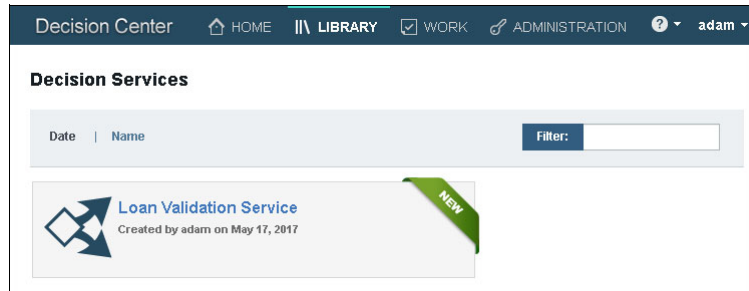 Decision Center HOME LIBRARY WORK ADMINISTRATION ? adam
Decision Services
Date | Name Filter:
NEW
Loan Validation Service
Created by adam on May 17, 2017